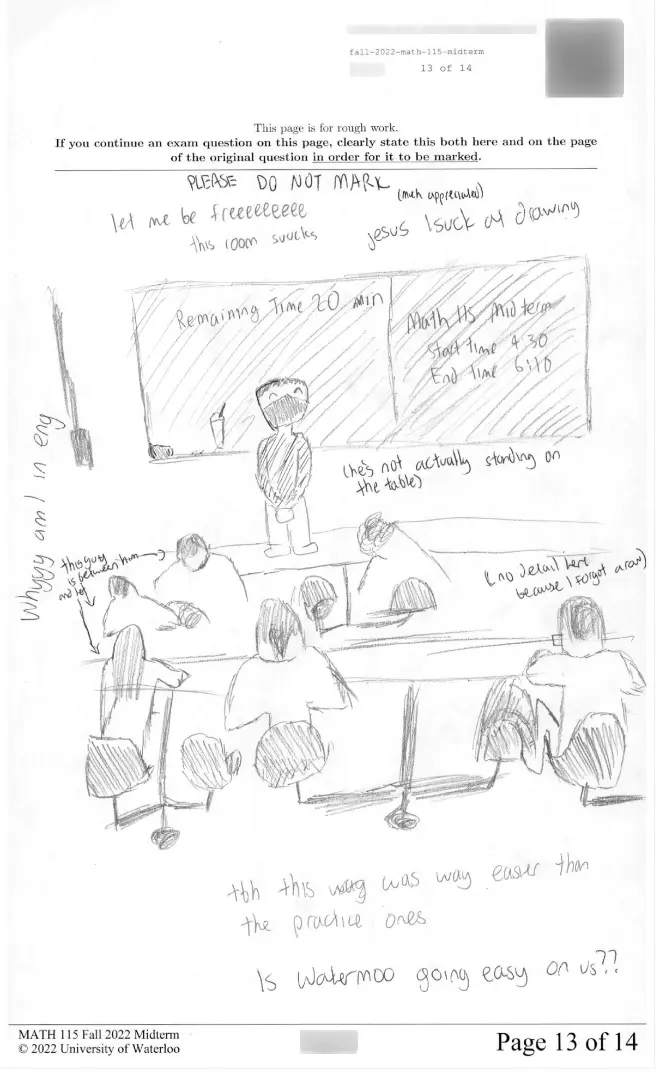 fall-2022-math-115-midterm
13 of 14
This page is for rough work.
If you continue an exam question on this page, clearly state this both here and on the page
of the original question in order for it to be marked.
PLEASE DO NOT MARK
(much appreciated)
let me be freeeeeeeee
this room suucks
jesus I suck at drawing
Remaining Time 20 min
Math 115 Midterm
Start time 4:30
End Time 6:10
(he's not actually standing on
the table)
Whyyy am I in eng
this guy
is between him
and
(no detail here
because I forgot a row)
tbh this was way easier than
the practice ones
Is Watermoo going easy on us??
MATH 115 Fall 2022 Midterm
© 2022 University of Waterloo
Page 13 of 14